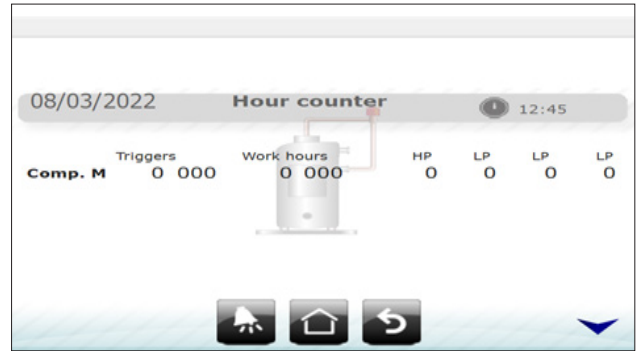 08/03/2022 Hour counter 12:45
Triggers Work hours HP LP LP LP
Comp. M 0 000 0 000 0 0 0 0